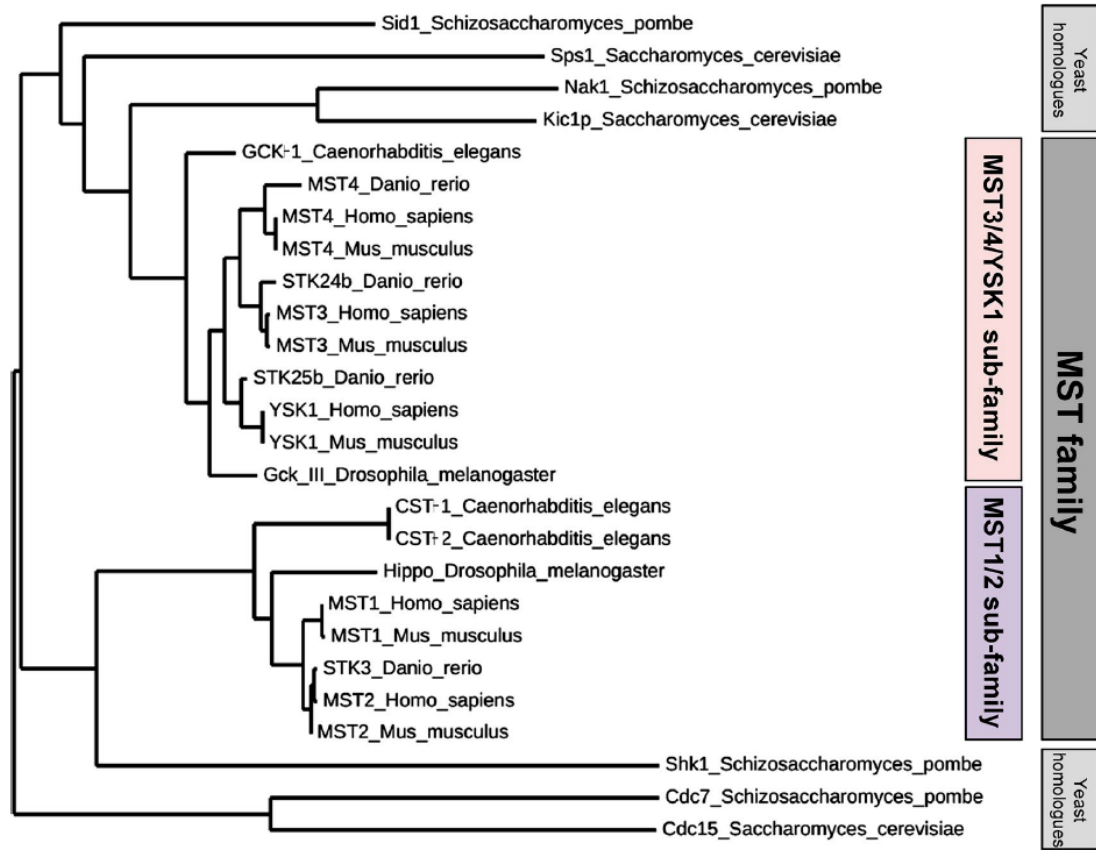 Sid1_Schizosaccharomyces_pombe
Sps1_Saccharomyces_cerevisiae
Nak1_Schizosaccharomyces_pombe
Kic1p_Saccharomyces_cerevisiae
GCK-1_Caenorhabditis_elegans
MST4_Danio_rerio
MST4_Homo_sapiens
MST4_Mus_musculus
STK24b_Danio_rerio
MST3_Homo_sapiens
MST3_Mus_musculus
STK25b_Danio_rerio
YSK1_Homo_sapiens
YSK1_Mus_musculus
Gck_III_Drosophila_melanogaster
CST-1_Caenorhabditis_elegans
CST-2_Caenorhabditis_elegans
Hippo_Drosophila_melanogaster
MST1_Homo_sapiens
MST1_Mus_musculus
STK3_Danio_rerio
MST2_Homo_sapiens
MST2_Mus_musculus
Shk1_Schizosaccharomyces_pombe
Cdc7_Schizosaccharomyces_pombe
Cdc15_Saccharomyces_cerevisiae
MST3/4/YSK1 sub-family
MST1/2 sub-family
Yeast
homologues
MST family
Yeast
homologues